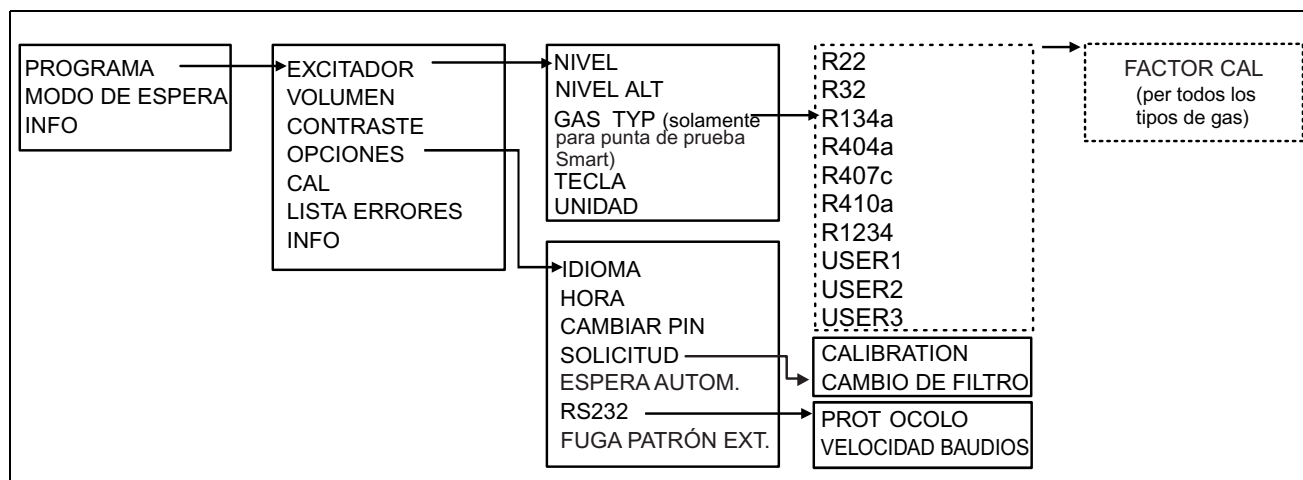 PROGRAMA
MODO DE ESPERA
INFO
EXCITADOR
VOLUMEN
CONTRASTE
OPCIONES
CAL
LISTA ERRORES
INFO
NIVEL
NIVEL ALT
GAS TYP (solamente
para punta de prueba
Smart)
TECLA
UNIDAD
IDIOMA
HORA
CAMBIAR PIN
SOLICITUD
ESPERA AUTOM.
RS232
FUGA PATRÓN EXT.
R22
R32
R134a
R404a
R407c
R410a
R1234
USER1
USER2
USER3
CALIBRATION
CAMBIO DE FILTRO
PROT OCOLO
VELOCIDAD BAUDIOS
FACTOR CAL
(per todos los
tipos de gas)